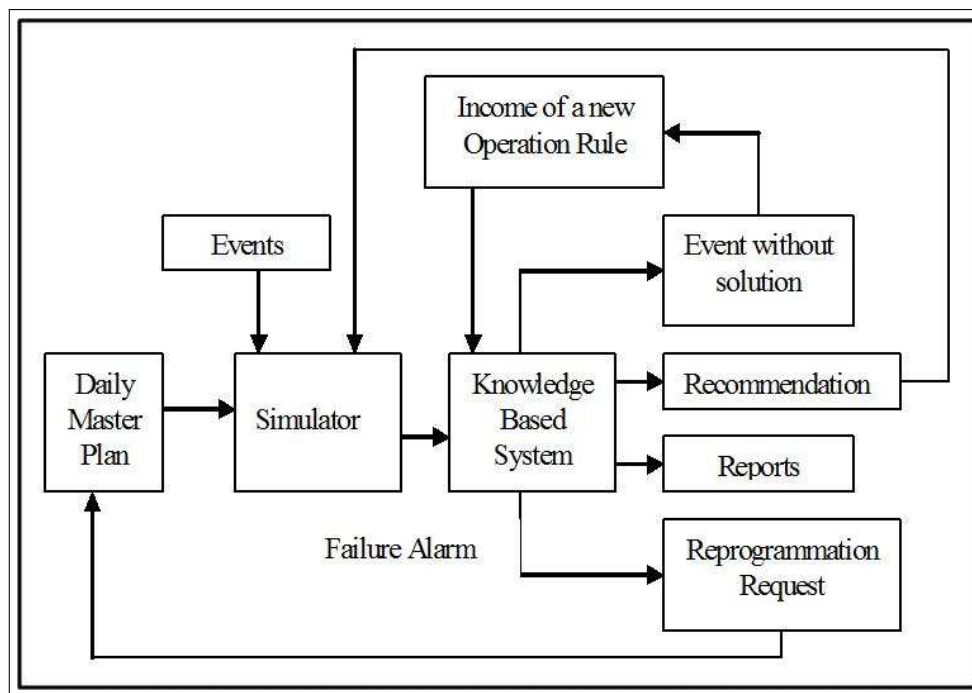 Income of a new
Operation Rule
Events
Event without
solution
Daily
Master
Plan
Simulator
Knowledge
Based
System
Recommendation
Reports
Failure Alarm
Reprogrammation
Request